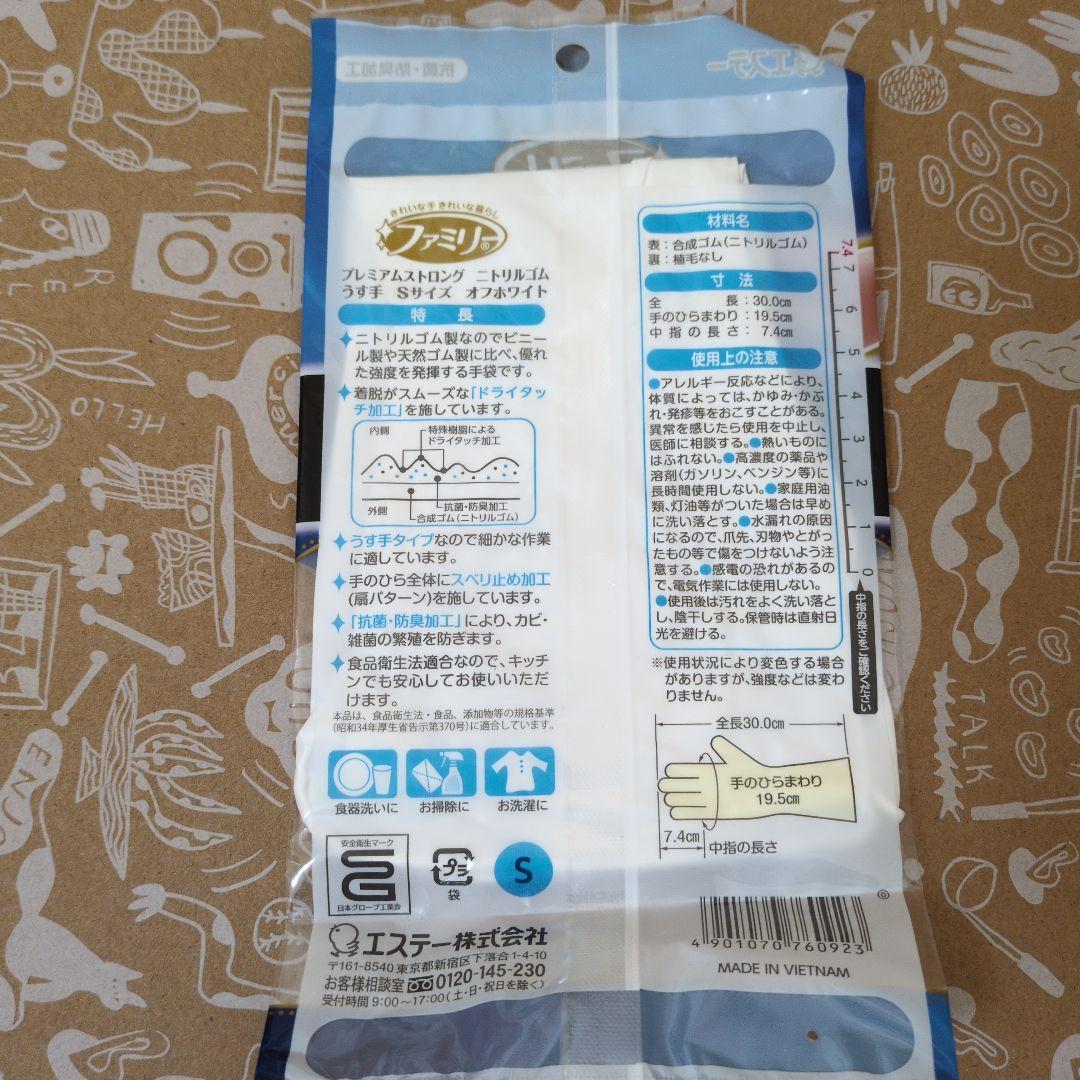 抗菌・防臭加工
エステー
きれいな手 きれいな暮らし
ファミリー®
プレミアムストロング ニトリルゴム
うす手 Sサイズ オフホワイト
特長
ニトリルゴム製なのでビニー
ル製や天然ゴム製に比べ、優れ
た強度を発揮する手袋です。
着脱がスムーズな「ドライタッ
チ加工」を施しています。
内側
特殊樹脂による
ドライタッチ加工
外側
抗菌・防臭加工
合成ゴム(ニトリルゴム)
うす手タイプなので細かな作業
に適しています。
手のひら全体にスベリ止め加工
(扇パターン)を施しています。
「抗菌・防臭加工」により、カビ・
雑菌の繁殖を防ぎます。
食品衛生法適合なので、キッチ
ンでも安心してお使いいただ
けます。
本品は、食品衛生法・食品、添加物等の規格基準
(昭和34年厚生省告示第370号)に適合しています。
食器洗いに
お掃除に
お洗濯に
安全衛生マーク
日本グローブ工業会
プラ
袋
S
エステー株式会社
〒161-8540 東京都新宿区下落合1-4-10
お客様相談室 0120-145-230
受付時間 9:00～17:00(土・日・祝日を除く)
材料名
表：合成ゴム(ニトリルゴム)
裏：植毛なし
寸法
全長：30.0cm
手のひらまわり：19.5cm
中指の長さ：7.4cm
使用上の注意
●アレルギー反応などにより、
体質によっては、かゆみ・かぶ
れ・発疹等をおこすことがある。
異常を感じたら使用を中止し、
医師に相談する。●熱いものに
はふれない。●高濃度の薬品や
溶剤(ガソリン、ベンジン等)に
長時間使用しない。●家庭用油
類、灯油等がついた場合は早め
に洗い落とす。●水漏れの原因
になるので、爪先、刃物やとがっ
たもの等で傷をつけないよう注
意する。●感電の恐れがあるの
で、電気作業には使用しない。
●使用後は汚れをよく洗い落と
し、陰干しする。保管時は直射日
光を避ける。
※使用状況により変色する場合
がありますが、強度などは変わ
りません。
7.4
7
6
5
4
3
2
1
0
中指の長さをご確認ください
全長30.0cm
手のひらまわり
19.5cm
7.4cm
中指の長さ
4 901070 760923
MADE IN VIETNAM
HELLO
TALK